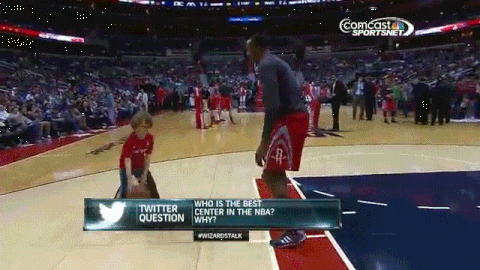 COMCAST
SPORTSNET
TWITTER
QUESTION
WHO IS THE BEST
CENTER IN THE NBA?
WHY?
#WIZARDSTALK